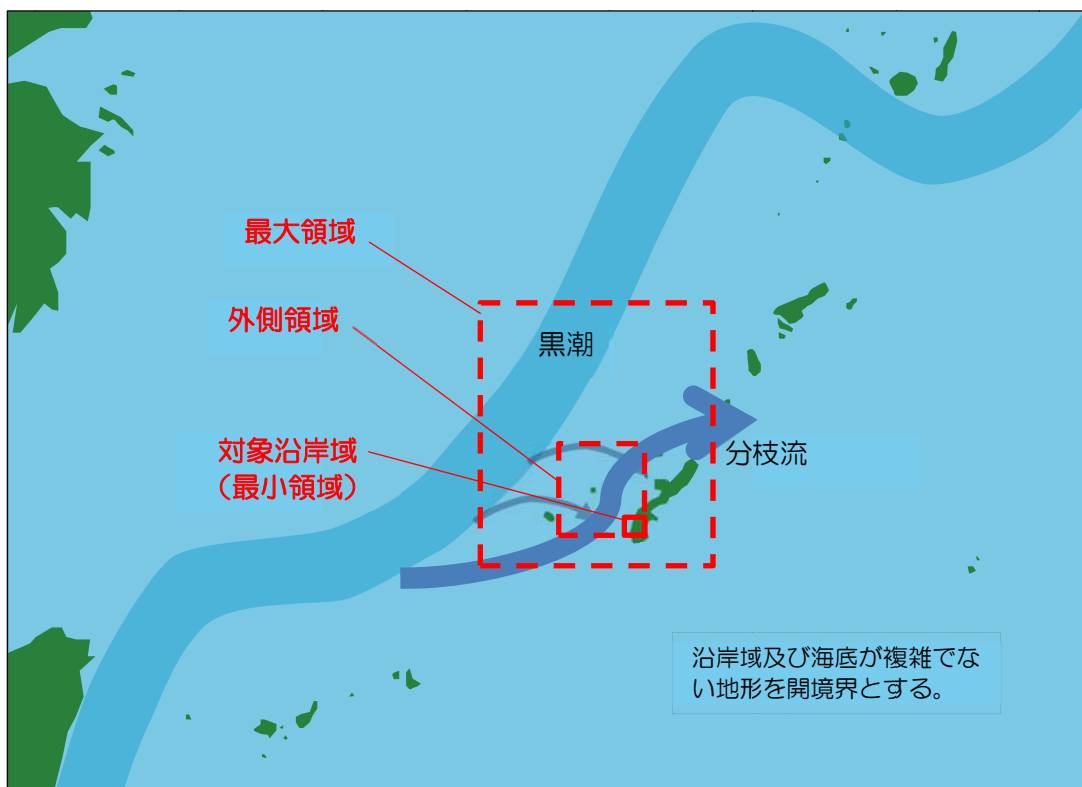 最大領域
外側領域
黒潮
対象沿岸域
（最小領域）
分枝流
沿岸域及び海底が複雑でな
い地形を開境界とする。